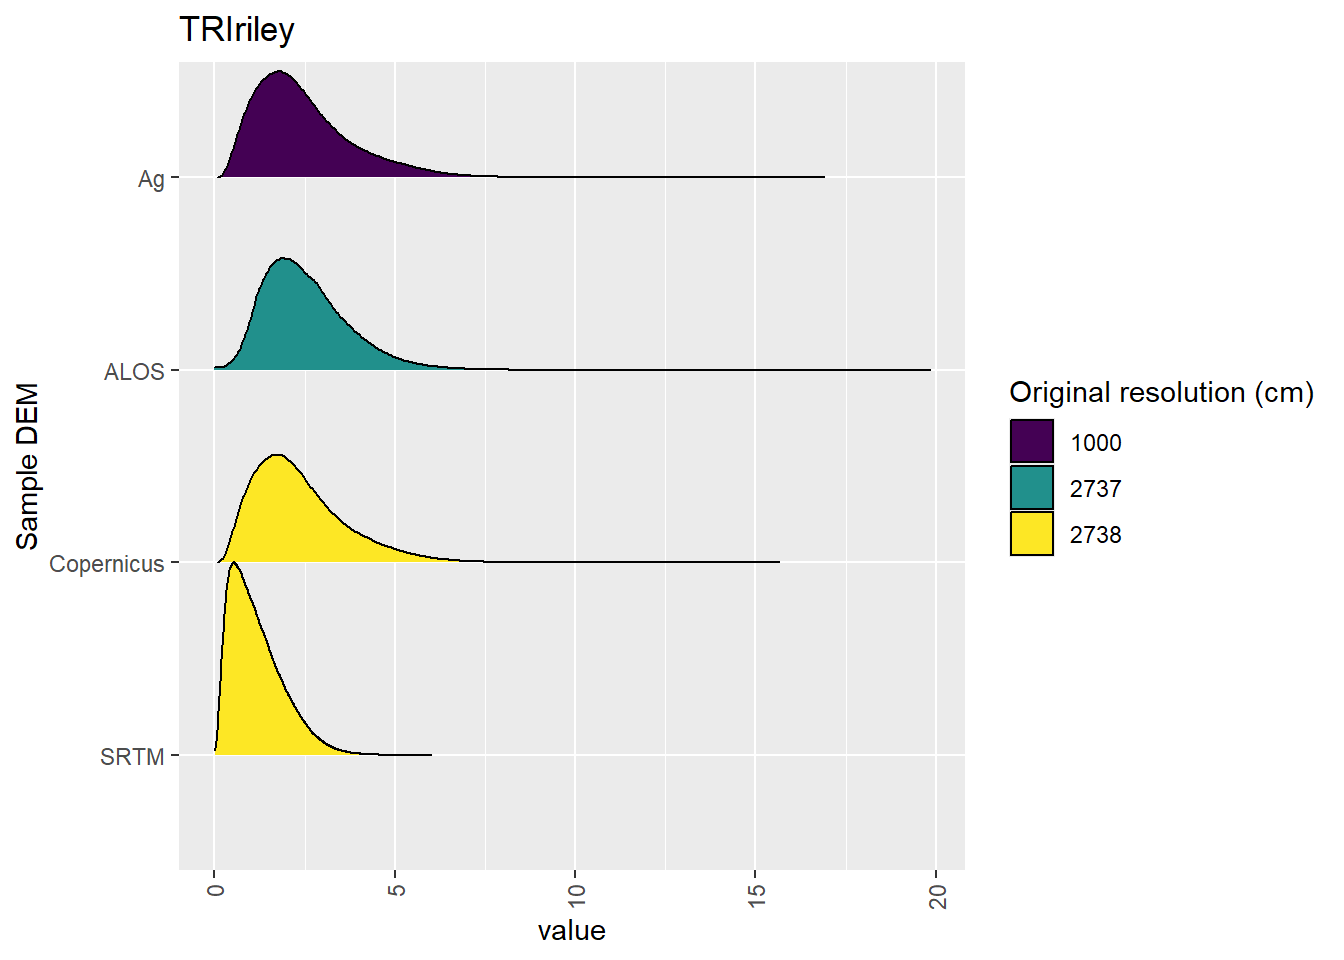 TRIriley
Sample DEM
Ag
ALOS
Copernicus
SRTM
0
5
10
15
20
value
Original resolution (cm)
1000
2737
2738